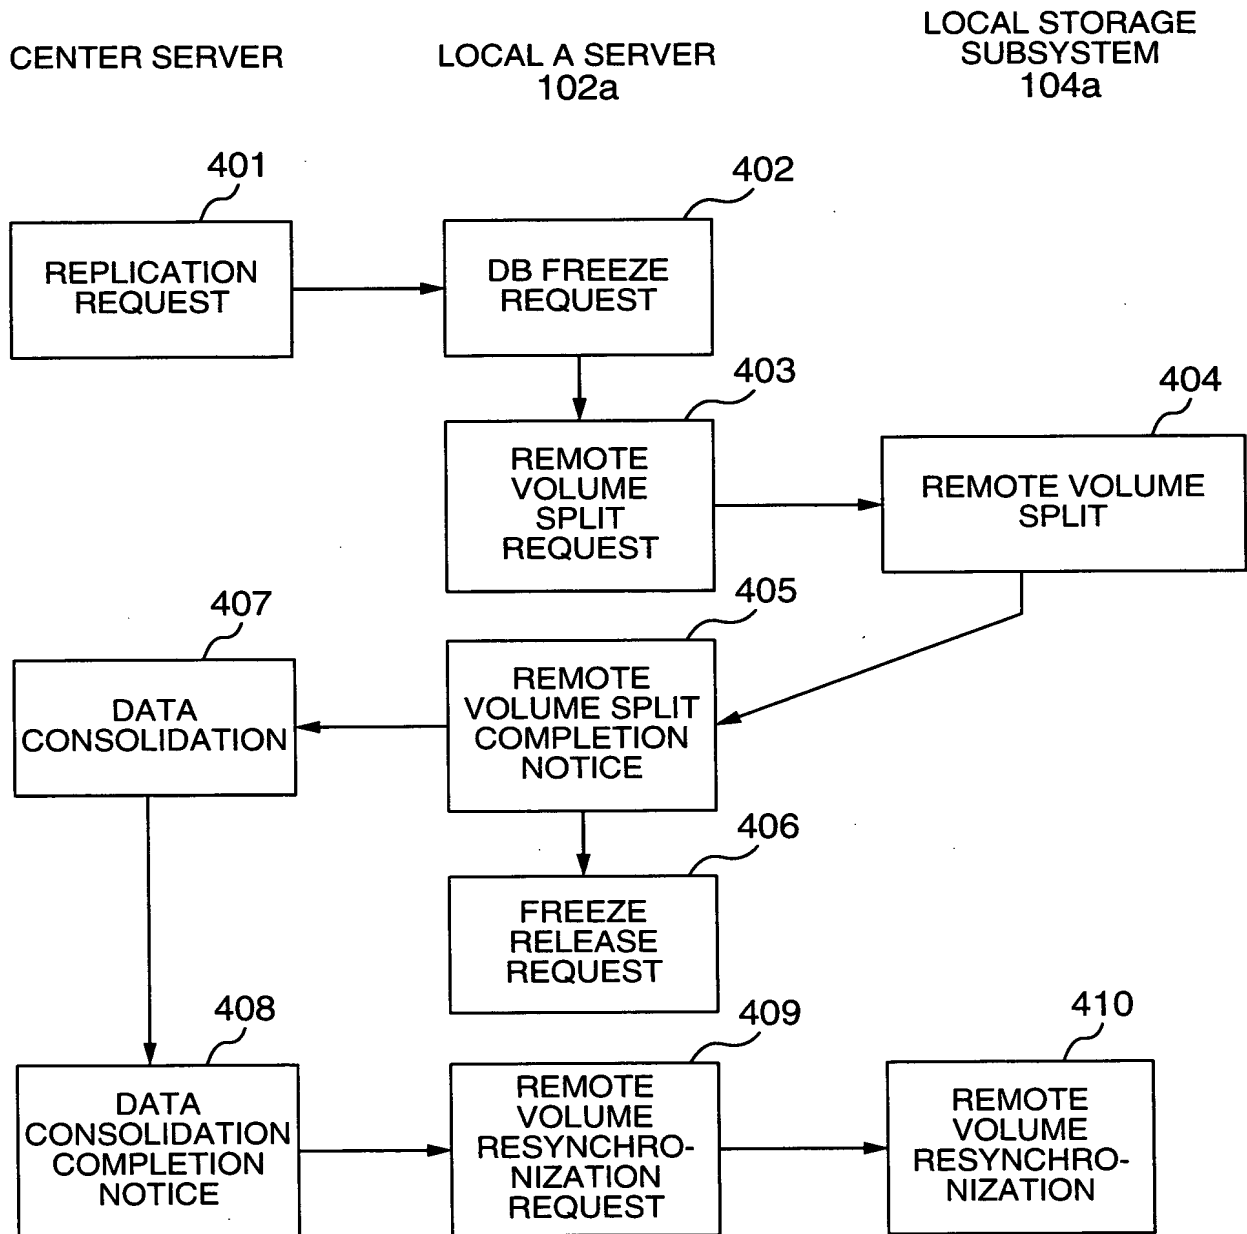 CENTER SERVER
LOCAL A SERVER
102a
LOCAL STORAGE
SUBSYSTEM
104a
401
REPLICATION
REQUEST
402
DB FREEZE
REQUEST
403
REMOTE
VOLUME
SPLIT
REQUEST
404
REMOTE VOLUME
SPLIT
405
REMOTE
VOLUME SPLIT
COMPLETION
NOTICE
407
DATA
CONSOLIDATION
406
FREEZE
RELEASE
REQUEST
408
DATA
CONSOLIDATION
COMPLETION
NOTICE
409
REMOTE
VOLUME
RESYNCHRO-
NIZATION
REQUEST
410
REMOTE
VOLUME
RESYNCHRO-
NIZATION